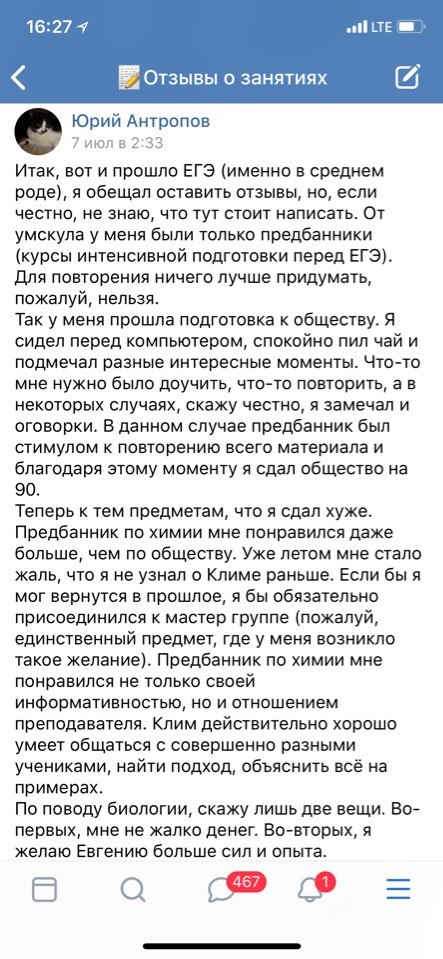 16:27
LTE
📝Отзывы о занятиях
Юрий Антропов
7 июл в 2:33
Итак, вот и прошло ЕГЭ (именно в среднем
роде), я обещал оставить отзывы, но, если
честно, не знаю, что тут стоит написать. От
умскула у меня были только предбанники
(курсы интенсивной подготовки перед ЕГЭ).
Для повторения ничего лучше придумать,
пожалуй, нельзя.
Так у меня прошла подготовка к обществу. Я
сидел перед компьютером, спокойно пил чай и
подмечал разные интересные моменты. Что-то
мне нужно было доучить, что-то повторить, а в
некоторых случаях, скажу честно, я замечал и
оговорки. В данном случае предбанник был
стимулом к повторению всего материала и
благодаря этому моменту я сдал общество на
90.
Теперь к тем предметам, что я сдал хуже.
Предбанник по химии мне понравился даже
больше, чем по обществу. Уже летом мне стало
жаль, что я не узнал о Климе раньше. Если бы я
мог вернутся в прошлое, я бы обязательно
присоединился к мастер группе (пожалуй,
единственный предмет, где у меня возникло
такое желание). Предбанник по химии мне
понравился не только своей
информативностью, но и отношением
преподавателя. Клим действительно хорошо
умеет общаться с совершенно разными
учениками, найти подход, объяснить всё на
примерах.
По поводу биологии, скажу лишь две вещи. Во-
первых, мне не жалко денег. Во-вторых, я
желаю Евгению больше сил и опыта.
467
1